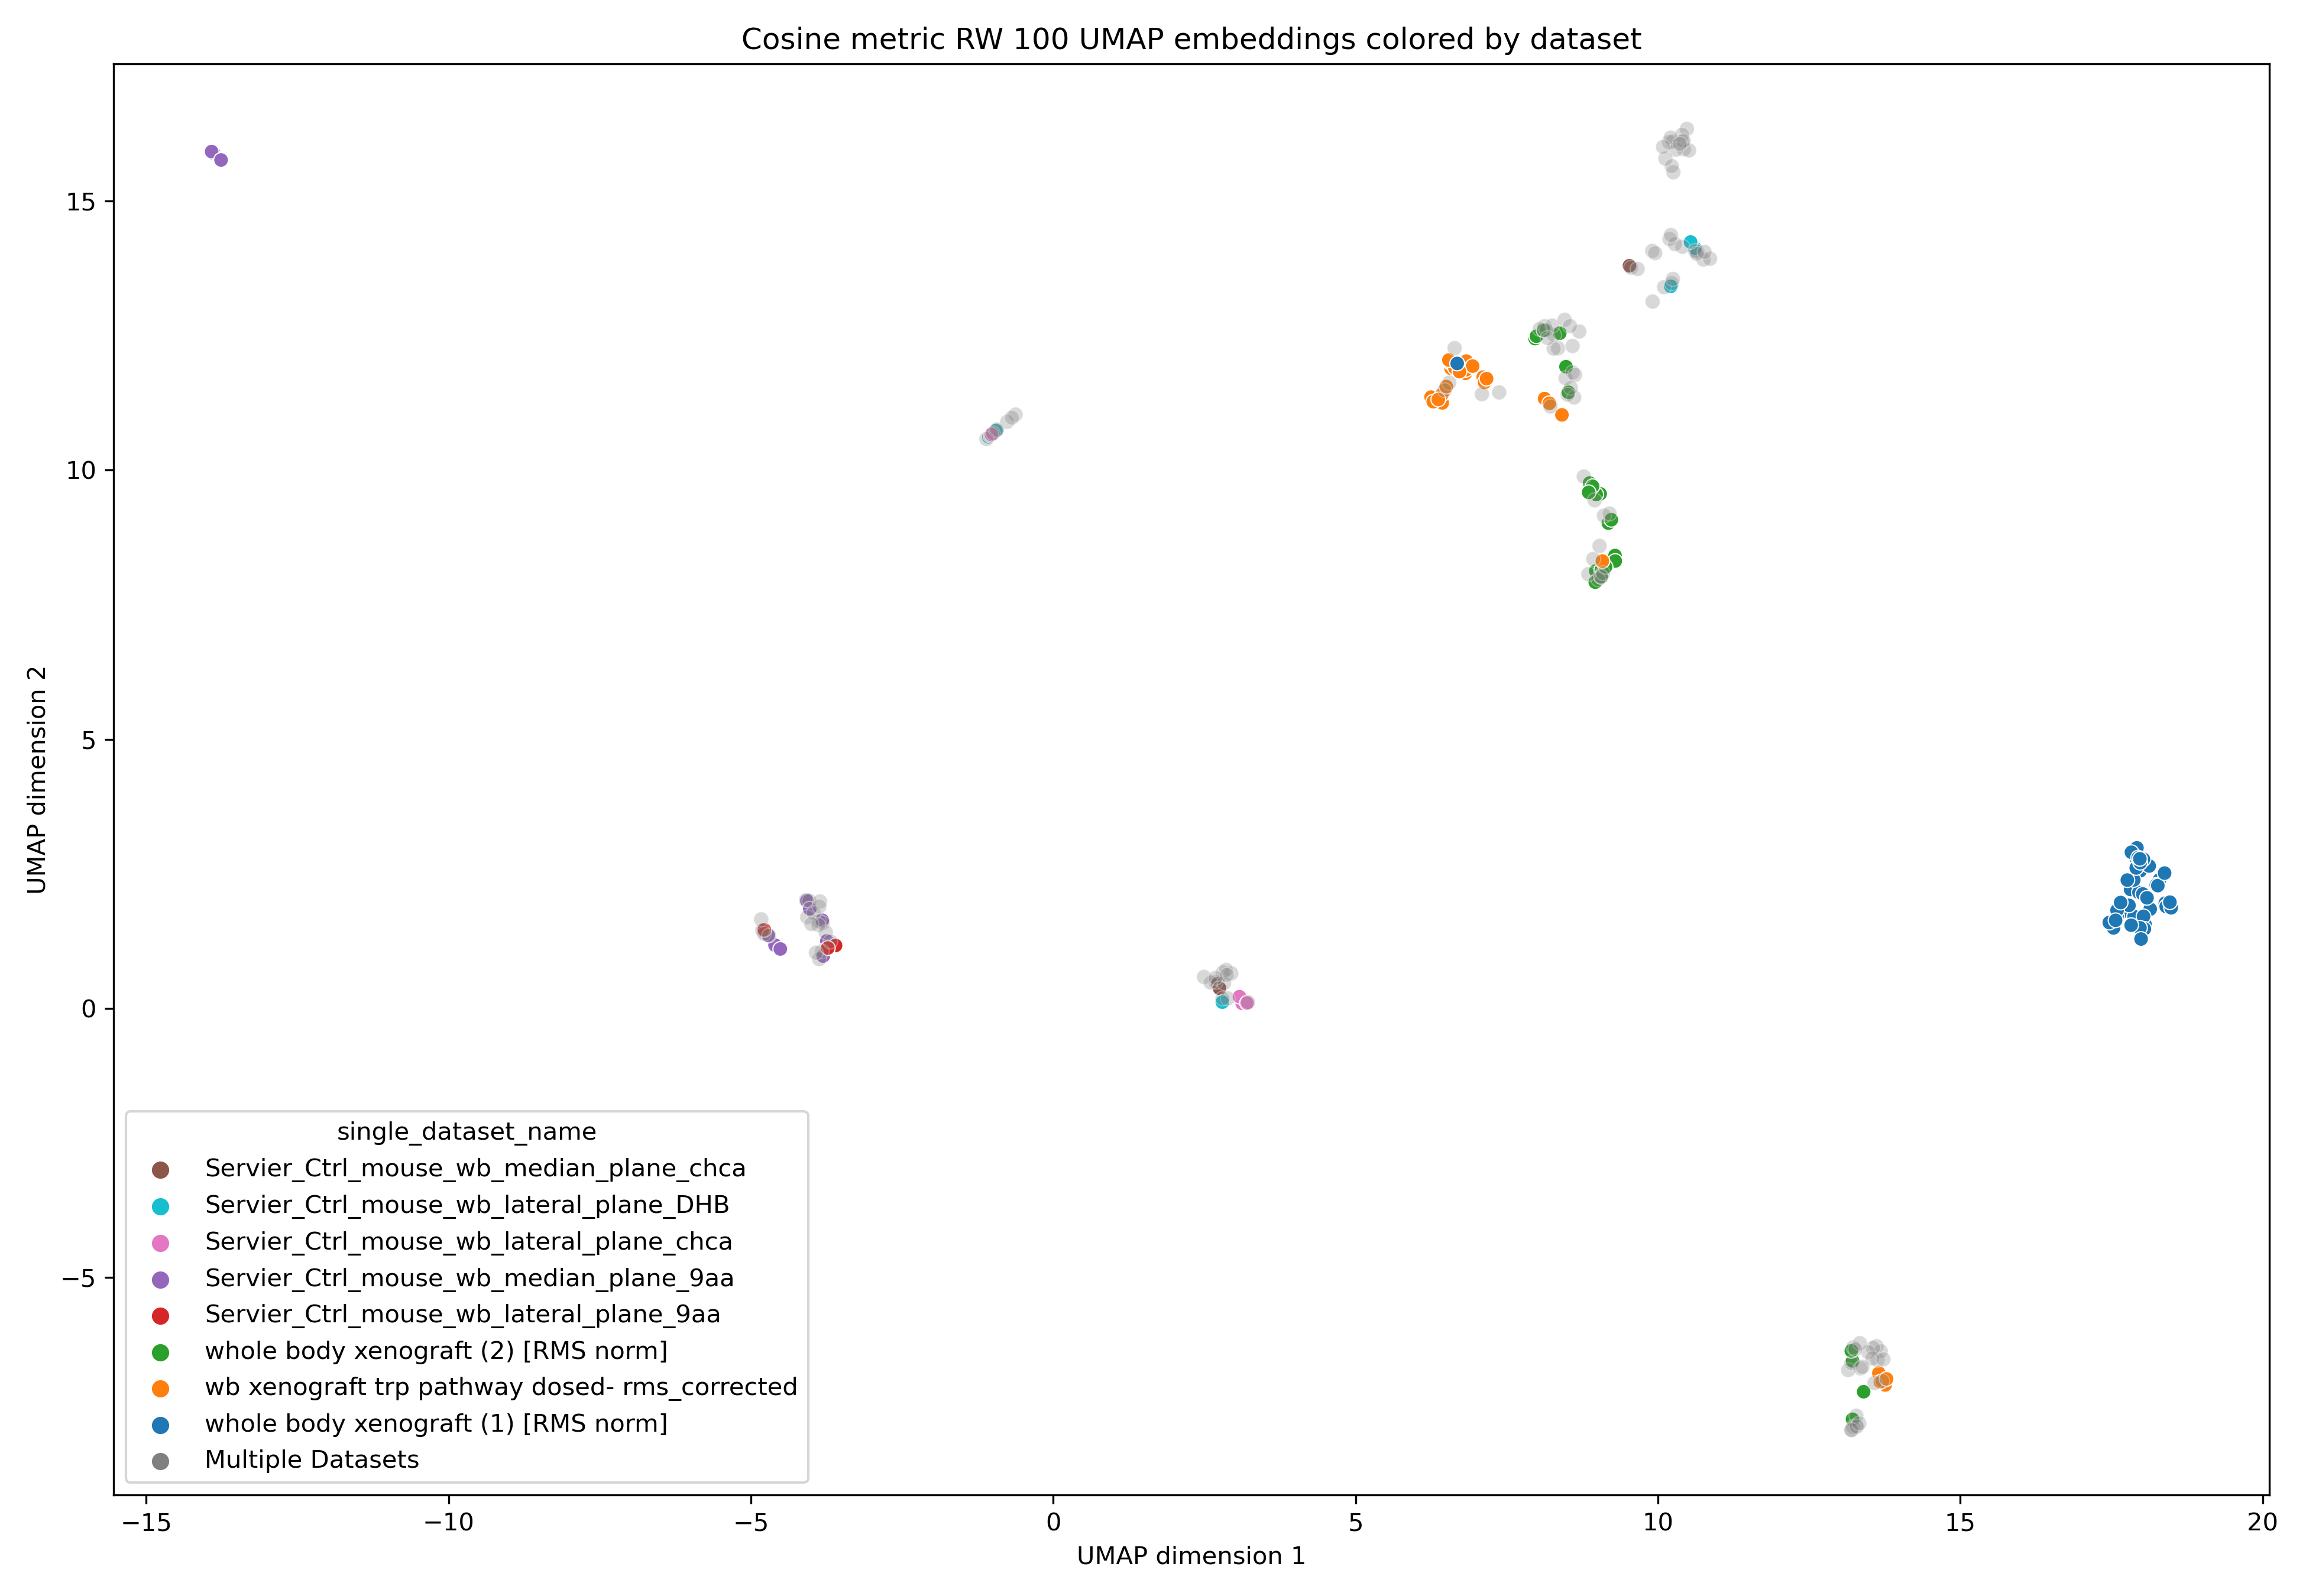 Cosine metric RW 100 UMAP embeddings colored by dataset
UMAP dimension 2
15
10
5
0
−5
single_dataset_name
Servier_Ctrl_mouse_wb_median_plane_chca
Servier_Ctrl_mouse_wb_lateral_plane_DHB
Servier_Ctrl_mouse_wb_lateral_plane_chca
Servier_Ctrl_mouse_wb_median_plane_9aa
Servier_Ctrl_mouse_wb_lateral_plane_9aa
whole body xenograft (2) [RMS norm]
wb xenograft trp pathway dosed- rms_corrected
whole body xenograft (1) [RMS norm]
Multiple Datasets
−15 −10 −5 0 5 10 15 20
UMAP dimension 1